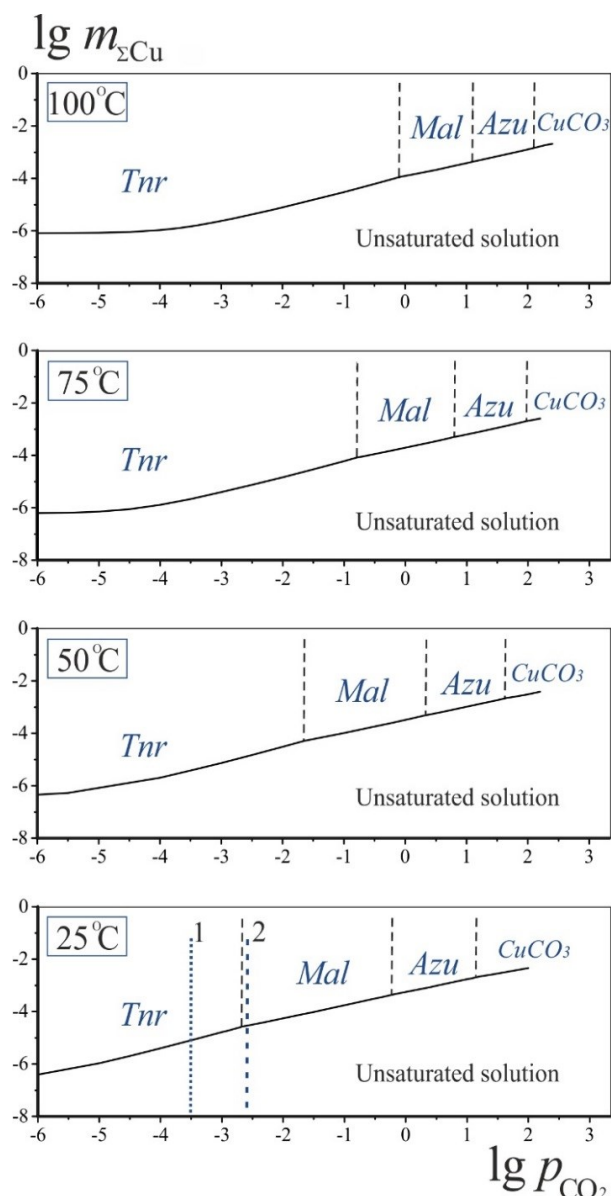 lg m ΣCu
0
100°C
Mal Azu CuCO₃
-2
Tnr
-4
Unsaturated solution
-6
-8
-6 -5 -4 -3 -2 -1 0 1 2 3
0
75°C
Mal Azu CuCO₃
-2
Tnr
-4
Unsaturated solution
-6
-8
-6 -5 -4 -3 -2 -1 0 1 2 3
0
50°C
Mal Azu CuCO₃
-2
Tnr
-4
Unsaturated solution
-6
-8
-6 -5 -4 -3 -2 -1 0 1 2 3
0
25°C 1 2
Mal Azu CuCO₃
-2
Tnr
-4
Unsaturated solution
-6
-8
-6 -5 -4 -3 -2 -1 0 1 2 3
lg p CO₂